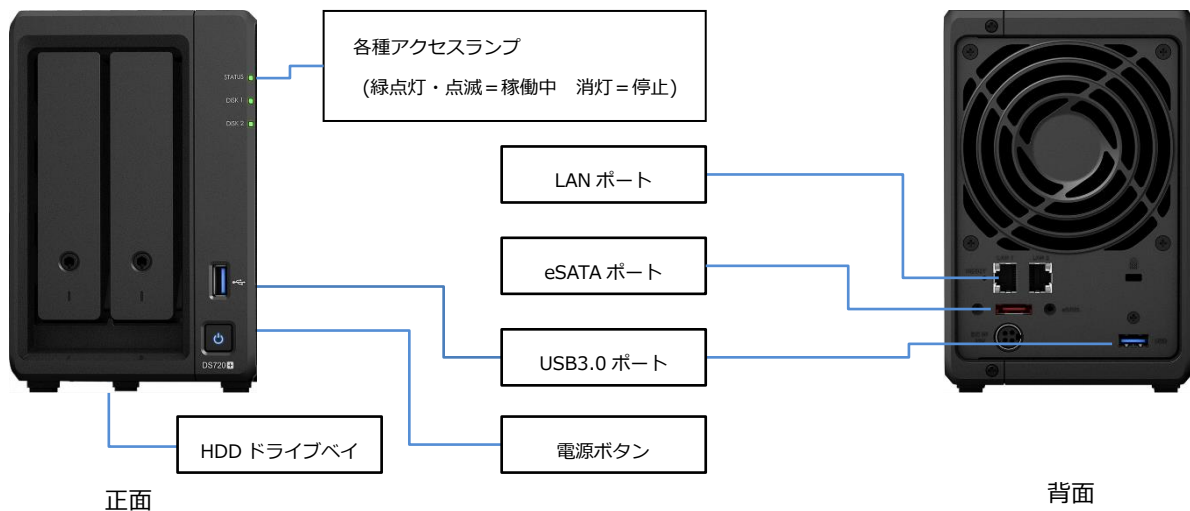 各種アクセスランプ
(緑点灯・点滅＝稼働中　消灯＝停止)
STATUS
DISK 1
DISK 2
LAN ポート
eSATA ポート
USB3.0 ポート
DS720+
HDD ドライブベイ
電源ボタン
正面
背面